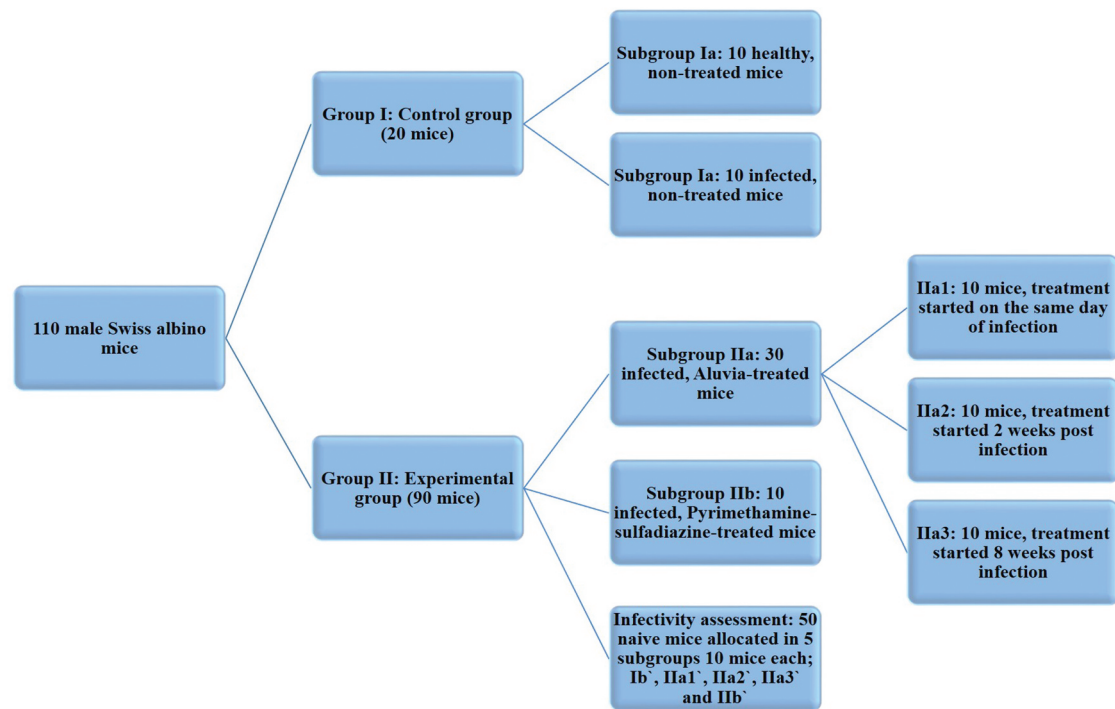 110 male Swiss albino
mice
Group I: Control group
(20 mice)
Subgroup Ia: 10 healthy,
non-treated mice
Subgroup Ia: 10 infected,
non-treated mice
Group II: Experimental
group (90 mice)
Subgroup IIa: 30
infected, Aluvia-treated
mice
IIa1: 10 mice, treatment
started on the same day
of infection
IIa2: 10 mice, treatment
started 2 weeks post
infection
IIa3: 10 mice, treatment
started 8 weeks post
infection
Subgroup IIb: 10
infected, Pyrimethamine-
sulfadiazine-treated mice
Infectivity assessment: 50
naive mice allocated in 5
subgroups 10 mice each;
Ib`, IIa1`, IIa2`, IIa3`
and IIb`